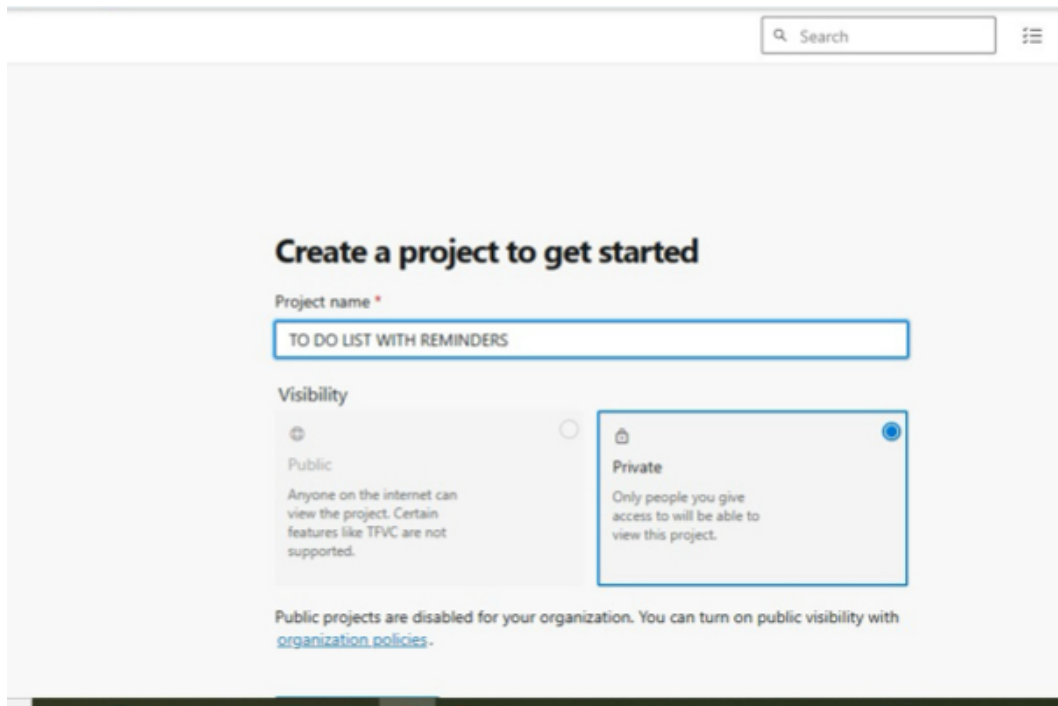 Search
Create a project to get started
Project name *
TO DO LIST WITH REMINDERS
Visibility
Public
Anyone on the internet can
view the project. Certain
features like TFVC are not
supported.
Private
Only people you give
access to will be able to
view this project.
Public projects are disabled for your organization. You can turn on public visibility with
organization policies.